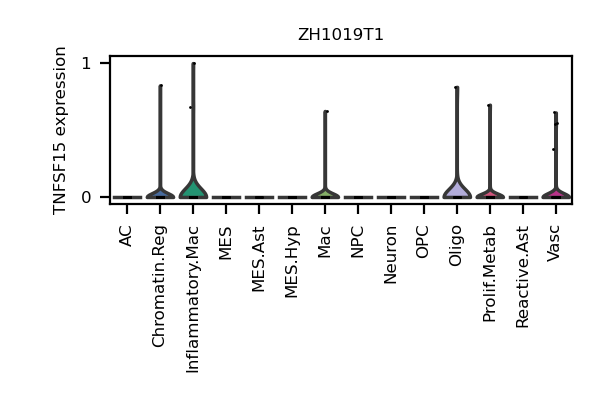 ZH1019T1
TNFSF15 expression
1
0
AC
Chromatin.Reg
Inflammatory.Mac
MES
MES.Ast
MES.Hyp
Mac
NPC
Neuron
OPC
Oligo
Prolif.Metab
Reactive.Ast
Vasc